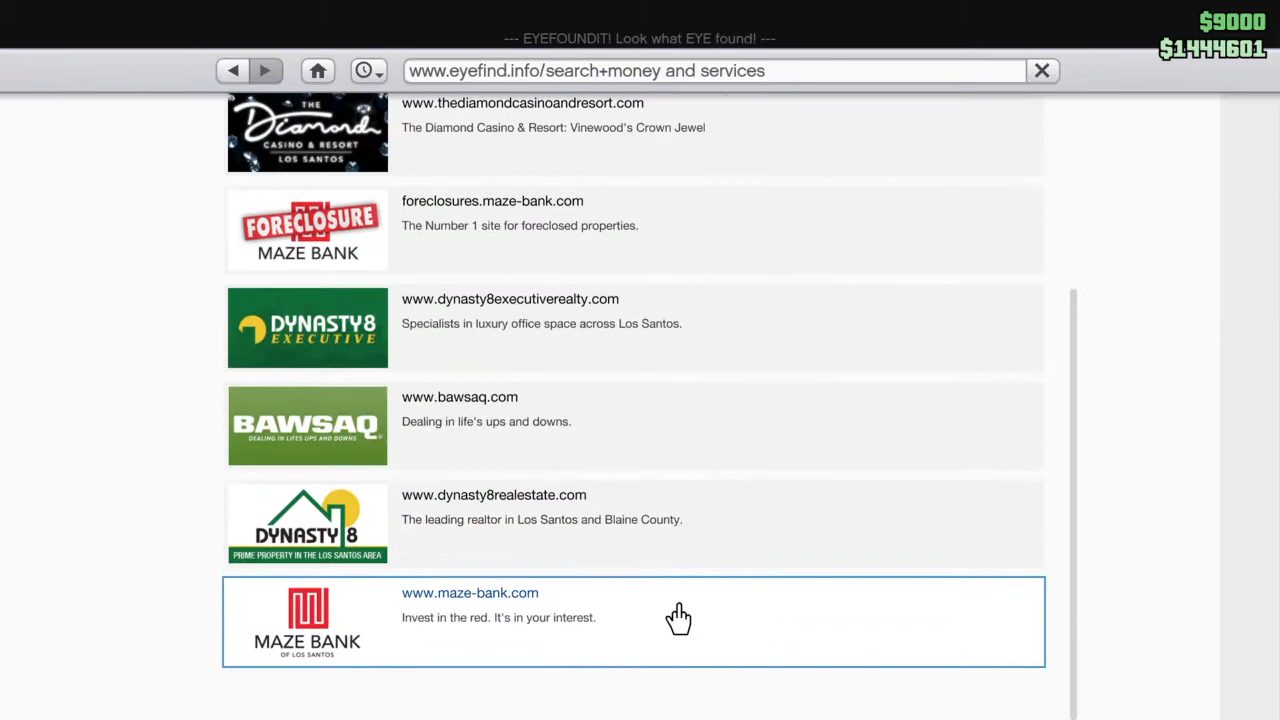 $9000
--- EYEFOUNDIT! Look what EYE found! ---
$1444601
www.eyefind.info/search+money and services
THE
Diamond
CASINO & RESORT
LOS SANTOS
www.thediamondcasinoandresort.com
The Diamond Casino & Resort: Vinewood's Crown Jewel
FORECLOSURE
MAZE BANK
foreclosures.maze-bank.com
The Number 1 site for foreclosed properties.
DYNASTY8
EXECUTIVE
www.dynasty8executiverealty.com
Specialists in luxury office space across Los Santos.
BAWSAQ
DEALING IN LIFES UPS AND DOWNS
www.bawsaq.com
Dealing in life's ups and downs.
DYNASTY 8
PRIME PROPERTY IN THE LOS SANTOS AREA
www.dynasty8realestate.com
The leading realtor in Los Santos and Blaine County.
MAZE BANK
OF LOS SANTOS
www.maze-bank.com
Invest in the red. It's in your interest.